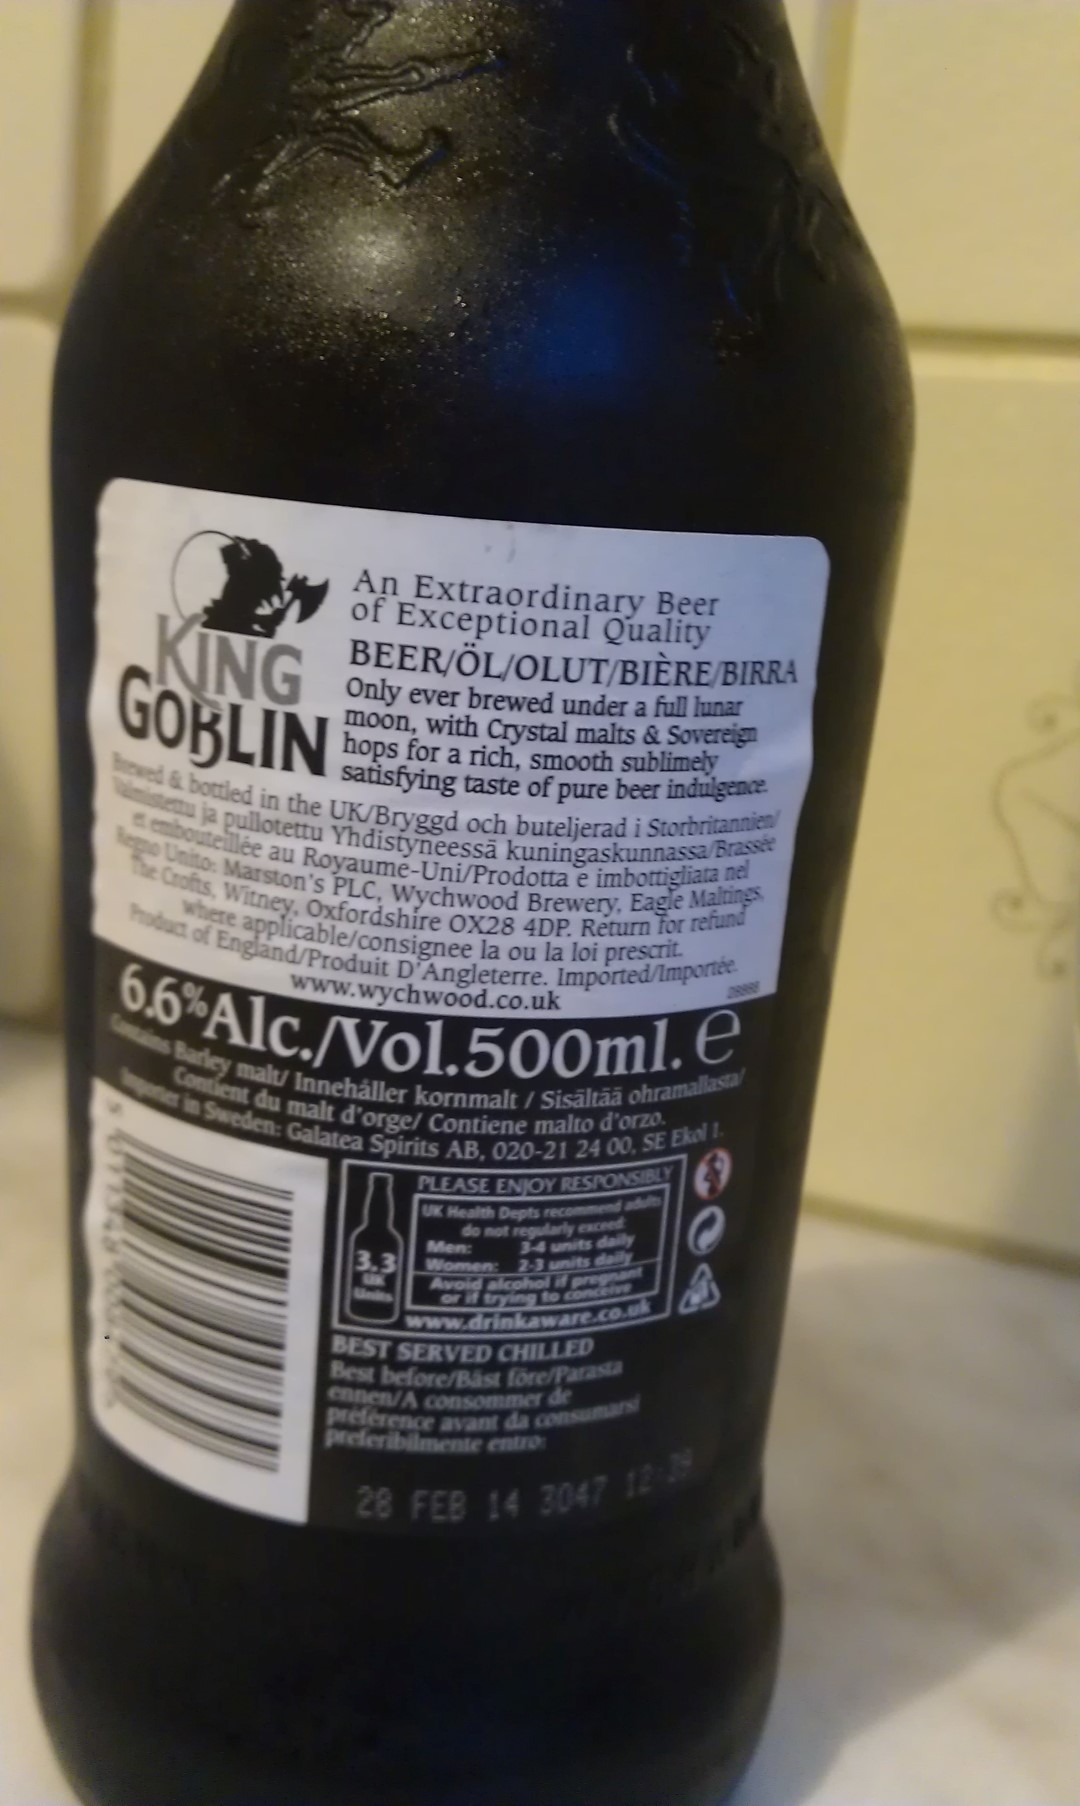 KING
GOBLIN
An Extraordinary Beer
of Exceptional Quality
BEER/ÖL/OLUT/BIÈRE/BIRRA
Only ever brewed under a full lunar
moon, with Crystal malts & Sovereign
hops for a rich, smooth sublimely
satisfying taste of pure beer indulgence.
Brewed & bottled in the UK/Bryggd och buteljerad i Storbritannien/
Valmistettu ja pullotettu Yhdistyneessä kuningaskunnassa/Brassée
et embouteillée au Royaume-Uni/Prodotta e imbottigliata nel
Regno Unito: Marston's PLC, Wychwood Brewery, Eagle Maltings,
The Crofts, Witney, Oxfordshire OX28 4DP. Return for refund
where applicable/consignee la ou la loi prescrit.
Product of England/Produit D'Angleterre. Imported/Importée.
www.wychwood.co.uk
6.6%Alc./Vol.500ml. e
Contains Barley malt/ Innehåller kornmalt / Sisältää ohramallasta/
Contient du malt d'orge/ Contiene malto d'orzo.
Importer in Sweden: Galatea Spirits AB, 020-21 24 00, SE Ekol 1.
PLEASE ENJOY RESPONSIBLY
UK Health Depts recommend adults
do not regularly exceed:
Men: 3-4 units daily
Women: 2-3 units daily
Avoid alcohol if pregnant
or if trying to conceive
3.3
UK
Units
www.drinkaware.co.uk
BEST SERVED CHILLED
Best before/Bäst före/Parasta
ennen/A consommer de
préférence avant da consumarsi
preferibilmente entro:
28 FEB 14 3047